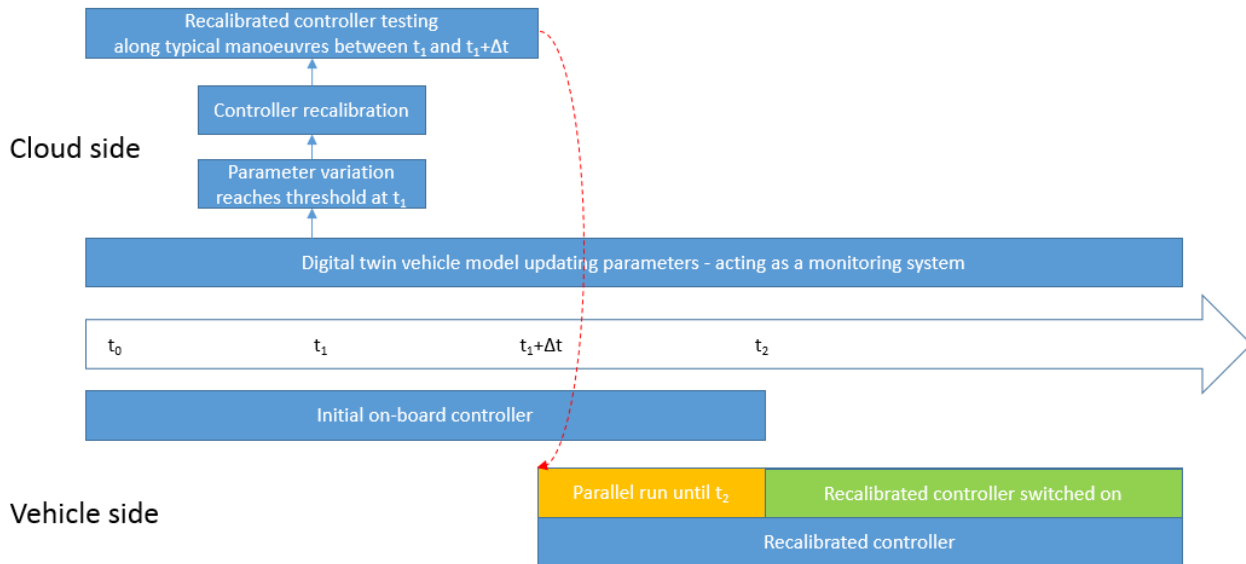 Recalibrated controller testing
along typical manoeuvres between t₁ and t₁+Δt
Controller recalibration
Cloud side
Parameter variation
reaches threshold at t₁
Digital twin vehicle model updating parameters - acting as a monitoring system
t₀ t₁ t₁+Δt t₂
Initial on-board controller
Parallel run until t₂ Recalibrated controller switched on
Vehicle side
Recalibrated controller